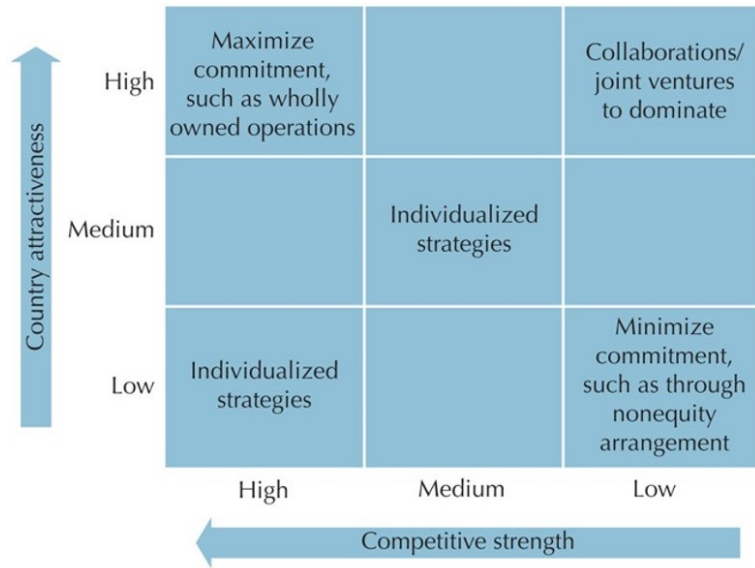 Country attractiveness
High
Maximize
commitment,
such as wholly
owned operations
Collaborations/
joint ventures
to dominate
Medium
Individualized
strategies
Low
Individualized
strategies
Minimize
commitment,
such as through
nonequity
arrangement
High
Medium
Low
Competitive strength